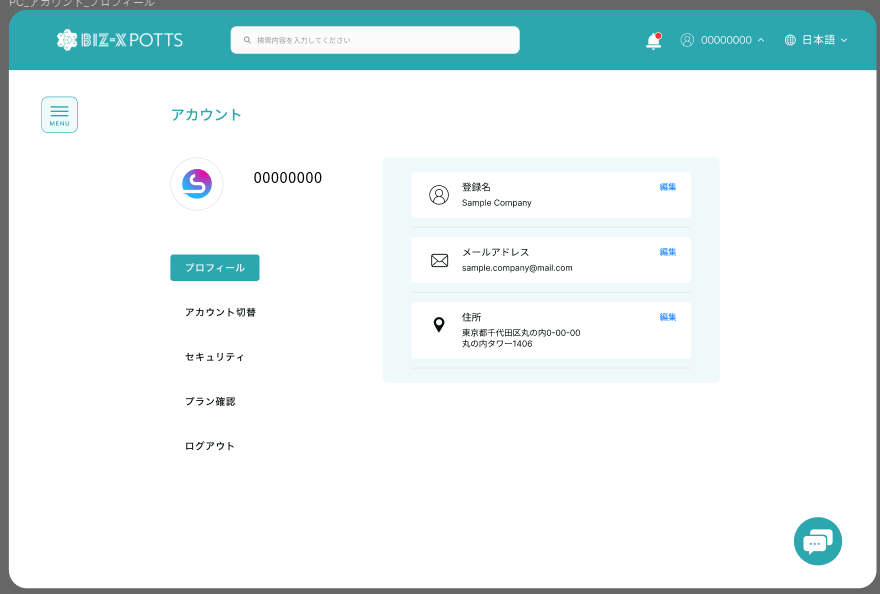 PC_アカウント_プロフィール
BIZ-XPOTTS
検索内容を入力してください
00000000
日本語
MENU
アカウント
00000000
プロフィール
アカウント切替
セキュリティ
プラン確認
ログアウト
登録名
編集
Sample Company
メールアドレス
編集
sample.company@mail.com
住所
編集
東京都千代田区丸の内0-00-00
丸の内タワー1406